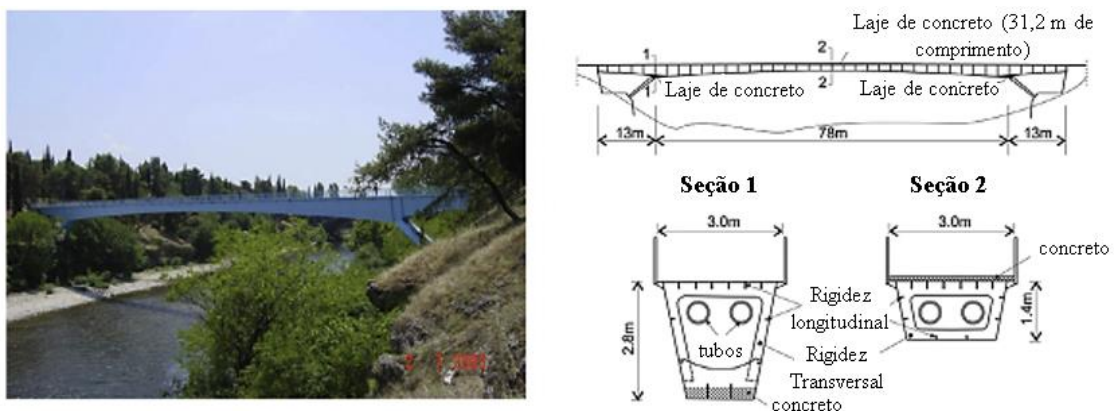 Laje de concreto (31,2 m de
comprimento)
1
2
1
2
Laje de concreto
Laje de concreto
13m
78m
13m
Seção 1
Seção 2
3.0m
3.0m
concreto
2.8m
1.4m
Rigidez
longitudinal
tubos
Rigidez
Transversal
concreto